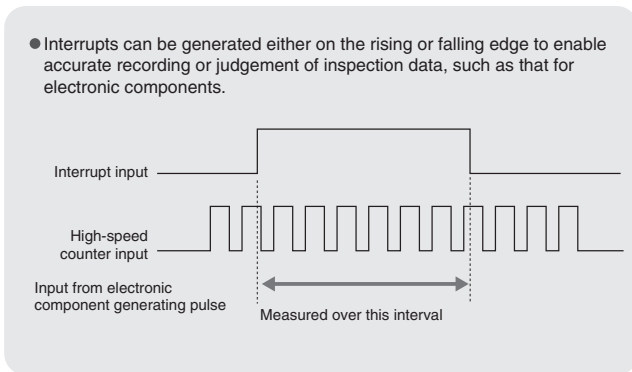 ● Interrupts can be generated either on the rising or falling edge to enable
accurate recording or judgement of inspection data, such as that for
electronic components.
Interrupt input
High-speed
counter input
Input from electronic
component generating pulse
Measured over this interval